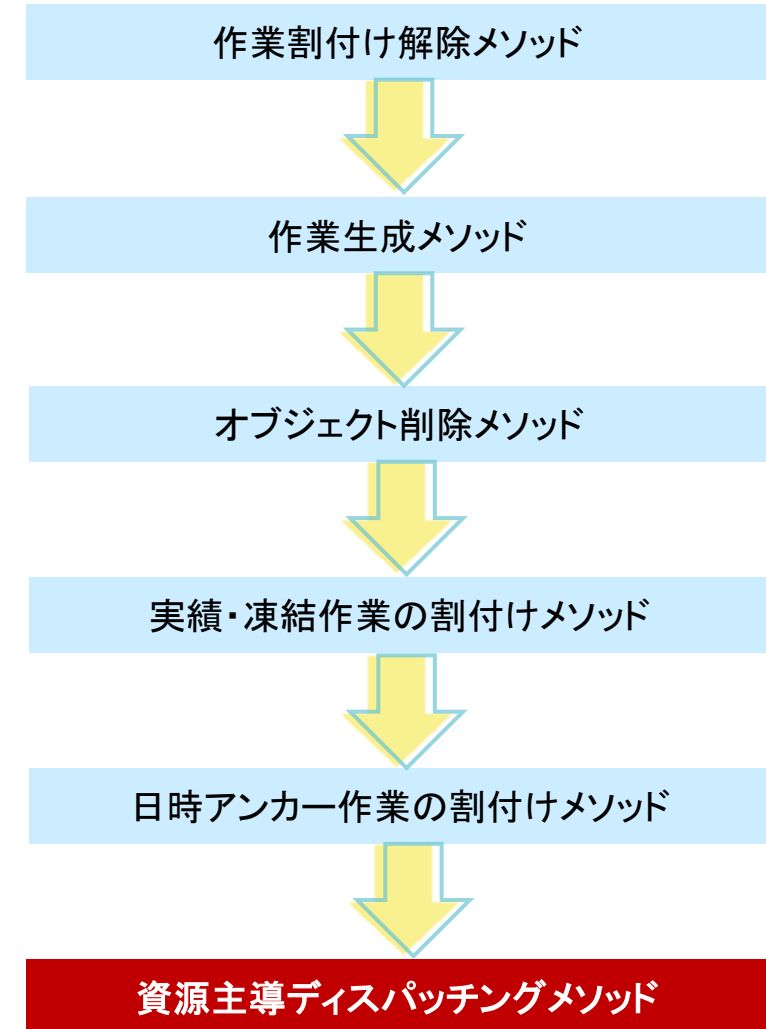 作業割付け解除メソッド
作業生成メソッド
オブジェクト削除メソッド
実績・凍結作業の割付けメソッド
日時アンカー作業の割付けメソッド
資源主導ディスパッチングメソッド